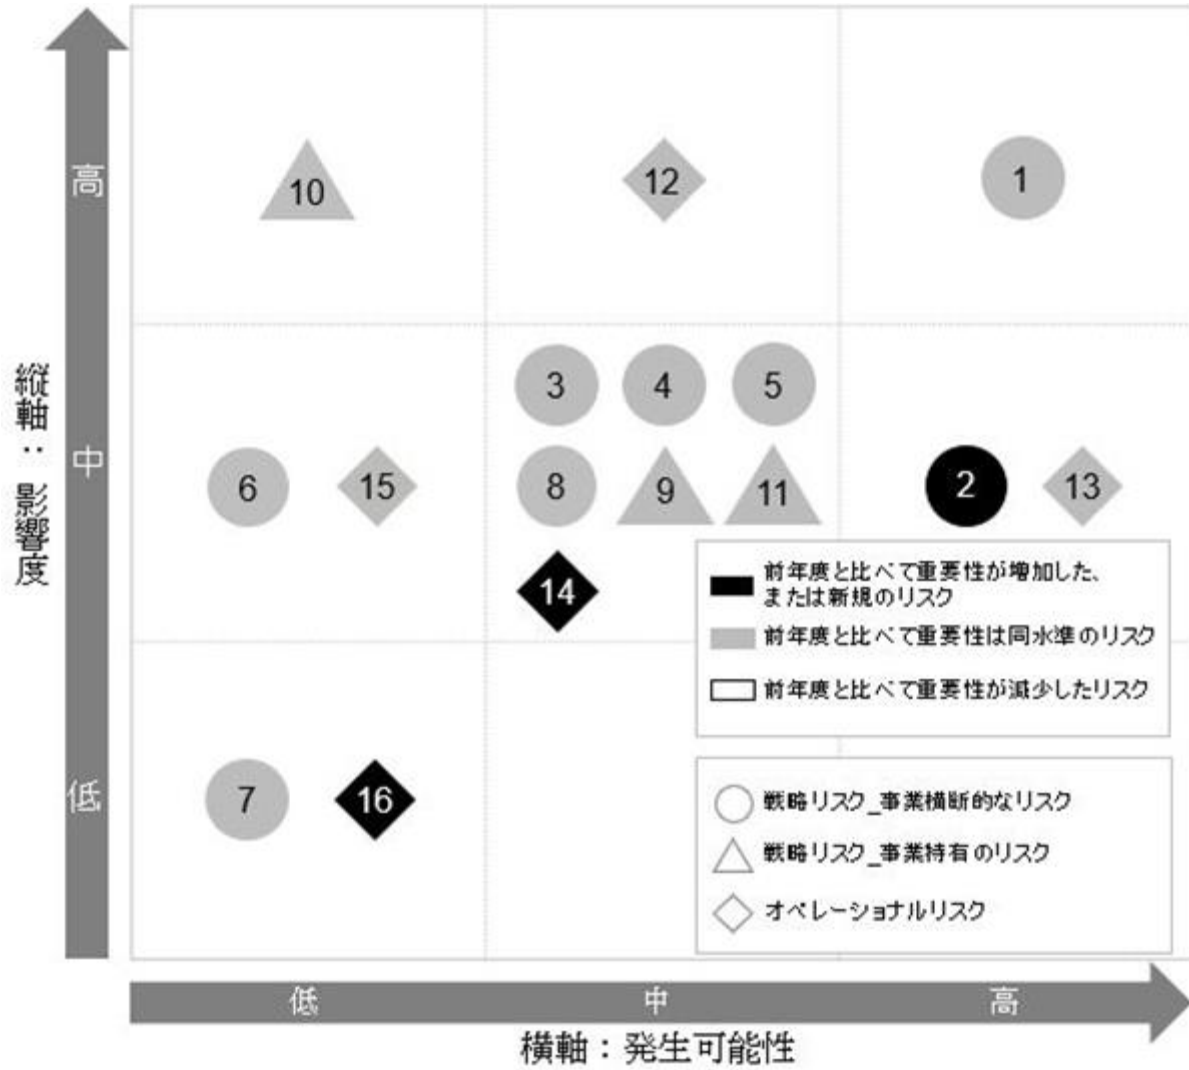 高
10
12
1
縦軸：影響度
中
3
4
5
6
15
8
9
11
2
13
14
前年度と比べて重要性が増加した、
または新規のリスク
前年度と比べて重要性は同水準のリスク
前年度と比べて重要性が減少したリスク
低
7
16
戦略リスク_事業横断的なリスク
戦略リスク_事業特有のリスク
オペレーショナルリスク
低
中
高
横軸：発生可能性